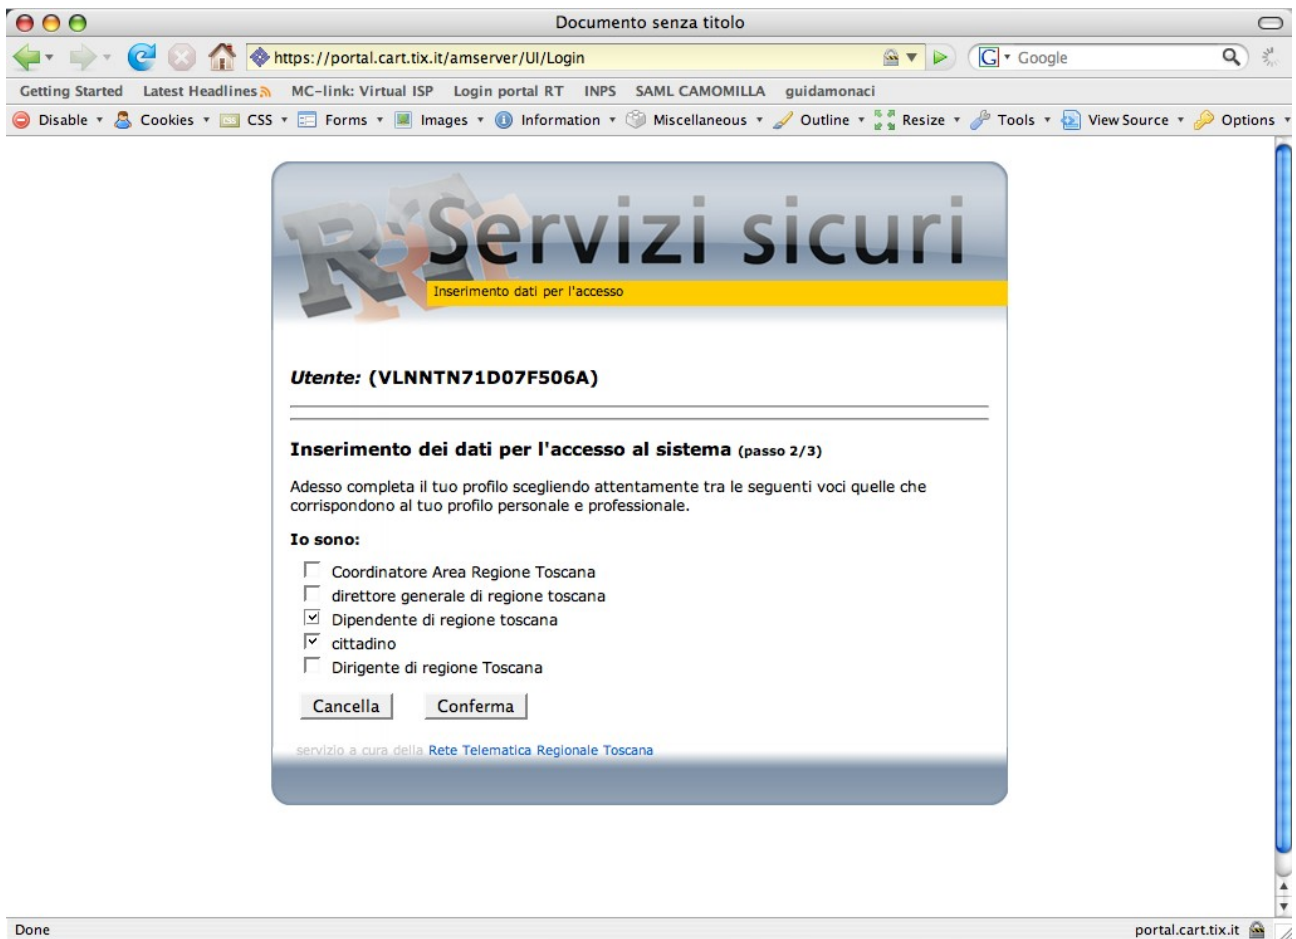 Documento senza titolo
https://portal.cart.tix.it/amserver/UI/Login
G Google
Getting Started Latest Headlines MC-link: Virtual ISP Login portal RT INPS SAML CAMOMILLA guidamonaci
Disable Cookies CSS Forms Images Information Miscellaneous Outline Resize Tools View Source Options
RRT
Servizi sicuri
Inserimento dati per l'accesso
Utente: (VLNNTN71D07F506A)
Inserimento dei dati per l'accesso al sistema (passo 2/3)
Adesso completa il tuo profilo scegliendo attentamente tra le seguenti voci quelle che
corrispondono al tuo profilo personale e professionale.
Io sono:
Coordinatore Area Regione Toscana
direttore generale di regione toscana
Dipendente di regione toscana
cittadino
Dirigente di regione Toscana
Cancella Conferma
servizio a cura della Rete Telematica Regionale Toscana
Done portal.cart.tix.it